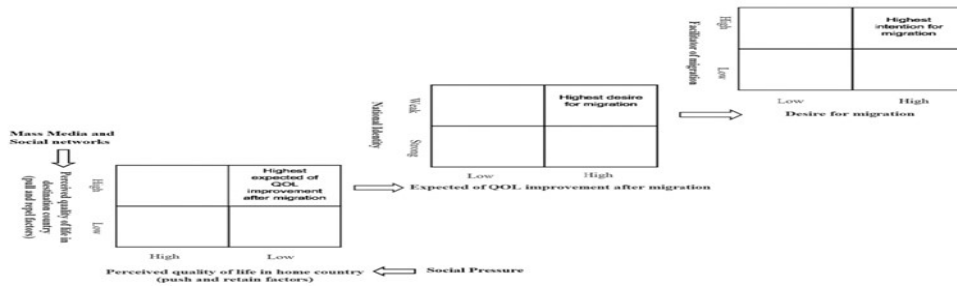 High
Low
Facilitator of migration
Highest
intention for
migration
Low
High
Desire for migration
Weak
Strong
National Identity
Highest desire
for migration
Low
High
Expected of QOL improvement after migration
Mass Media and
Social networks
High
Low
Perceived quality of life in
destination country
(pull and repel factors)
Highest
expected of
QOL
improvement
after migration
High
Low
Perceived quality of life in home country
(push and retain factors)
Social Pressure